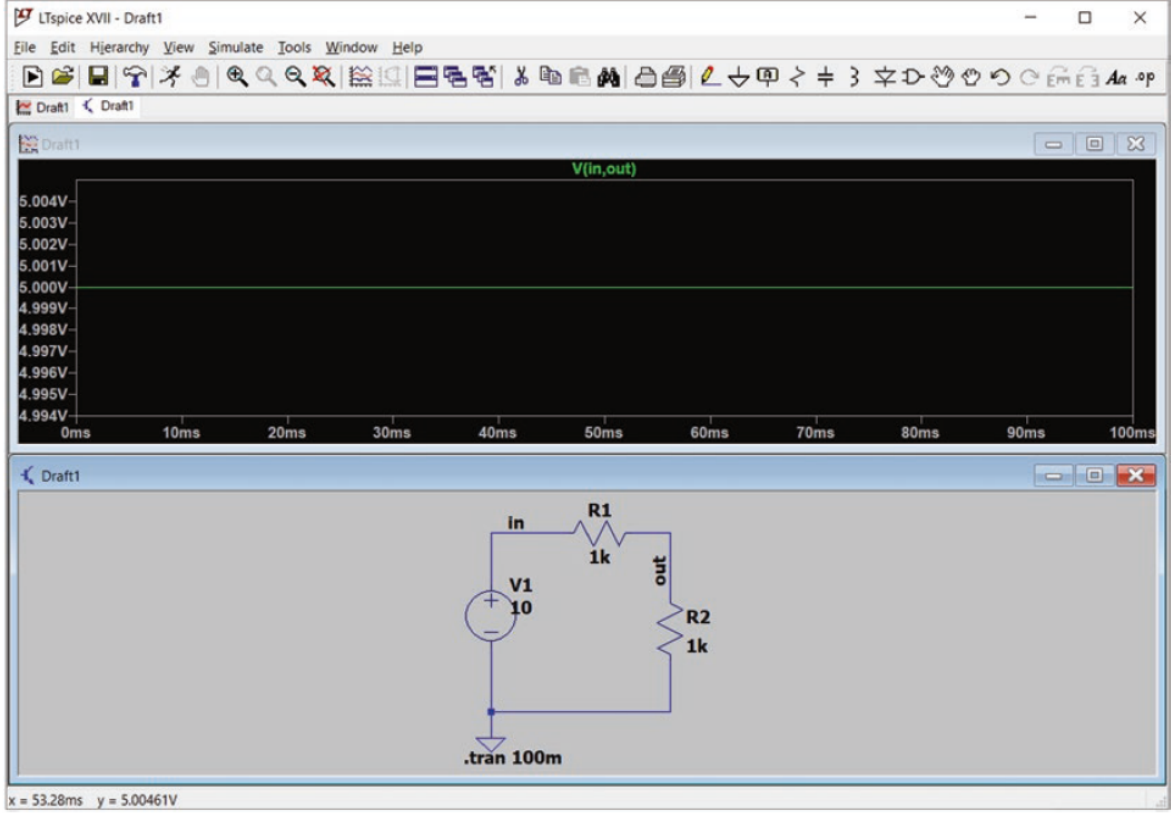 LTspice XVII - Draft1
File Edit Hierarchy View Simulate Tools Window Help
Aa .op
Draft1 Draft1
Draft1
V(in,out)
5.004V
5.003V
5.002V
5.001V
5.000V
4.999V
4.998V
4.997V
4.996V
4.995V
4.994V
0ms 10ms 20ms 30ms 40ms 50ms 60ms 70ms 80ms 90ms 100ms
Draft1
in
R1
1k
out
V1
10
R2
1k
.tran 100m
x = 53.28ms y = 5.00461V